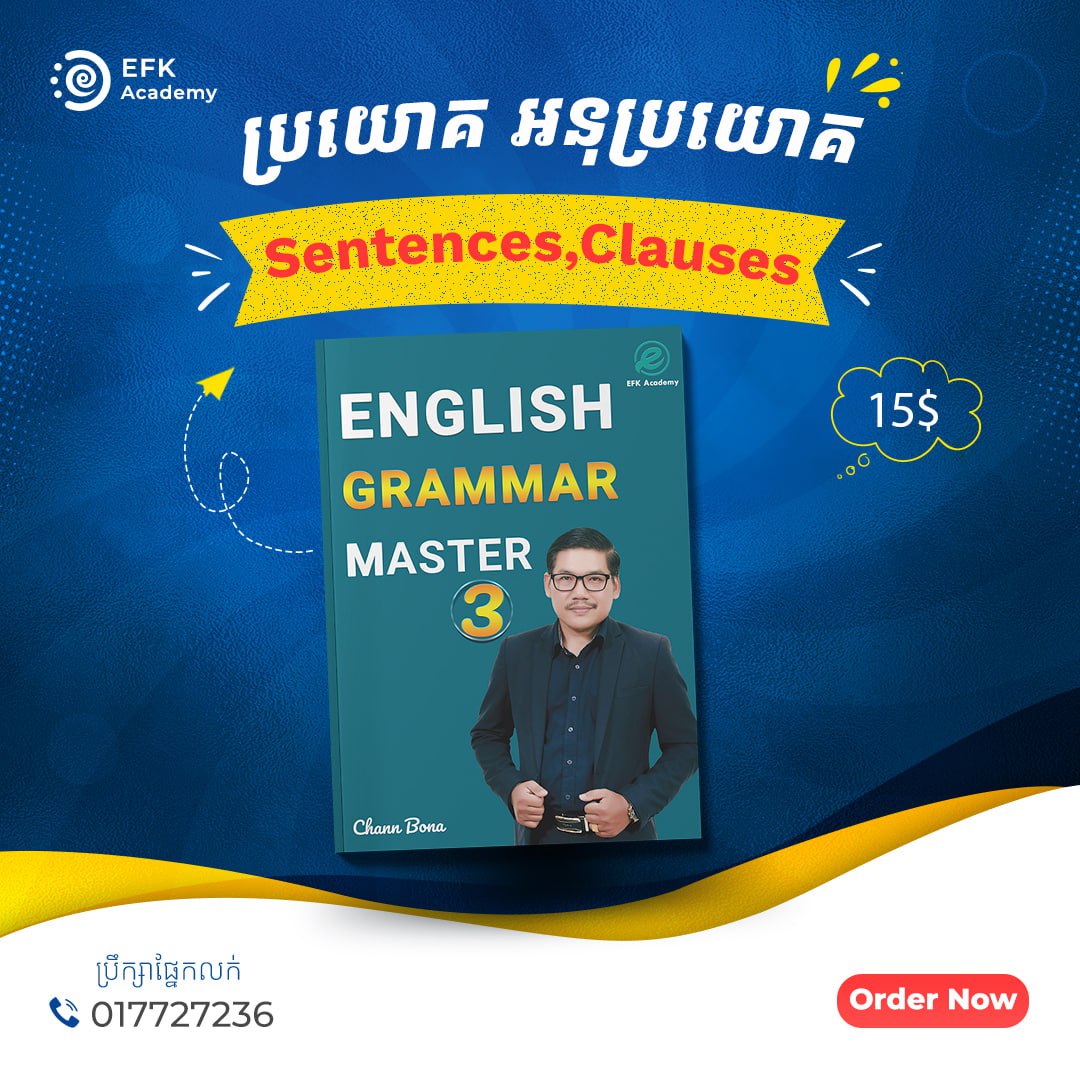 EFK
Academy
ប្រយោគ អនុប្រយោគ
Sentences,Clauses
EFK Academy
ENGLISH
GRAMMAR
MASTER
3
15$
Chann Bona
ប្រឹក្សាផ្នែកលក់
017727236
Order Now